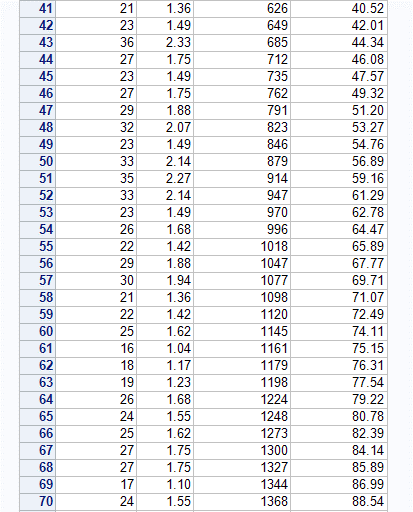 41 21 1.36 626 40.52
42 23 1.49 649 42.01
43 36 2.33 685 44.34
44 27 1.75 712 46.08
45 23 1.49 735 47.57
46 27 1.75 762 49.32
47 29 1.88 791 51.20
48 32 2.07 823 53.27
49 23 1.49 846 54.76
50 33 2.14 879 56.89
51 35 2.27 914 59.16
52 33 2.14 947 61.29
53 23 1.49 970 62.78
54 26 1.68 996 64.47
55 22 1.42 1018 65.89
56 29 1.88 1047 67.77
57 30 1.94 1077 69.71
58 21 1.36 1098 71.07
59 22 1.42 1120 72.49
60 25 1.62 1145 74.11
61 16 1.04 1161 75.15
62 18 1.17 1179 76.31
63 19 1.23 1198 77.54
64 26 1.68 1224 79.22
65 24 1.55 1248 80.78
66 25 1.62 1273 82.39
67 27 1.75 1300 84.14
68 27 1.75 1327 85.89
69 17 1.10 1344 86.99
70 24 1.55 1368 88.54